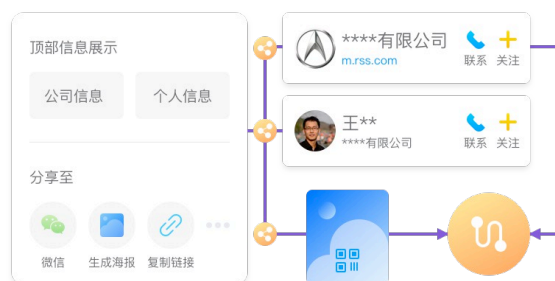 顶部信息展示
公司信息
个人信息
分享至
微信
生成海报
复制链接
****有限公司
m.rss.com
联系
关注
王**
****有限公司
联系
关注